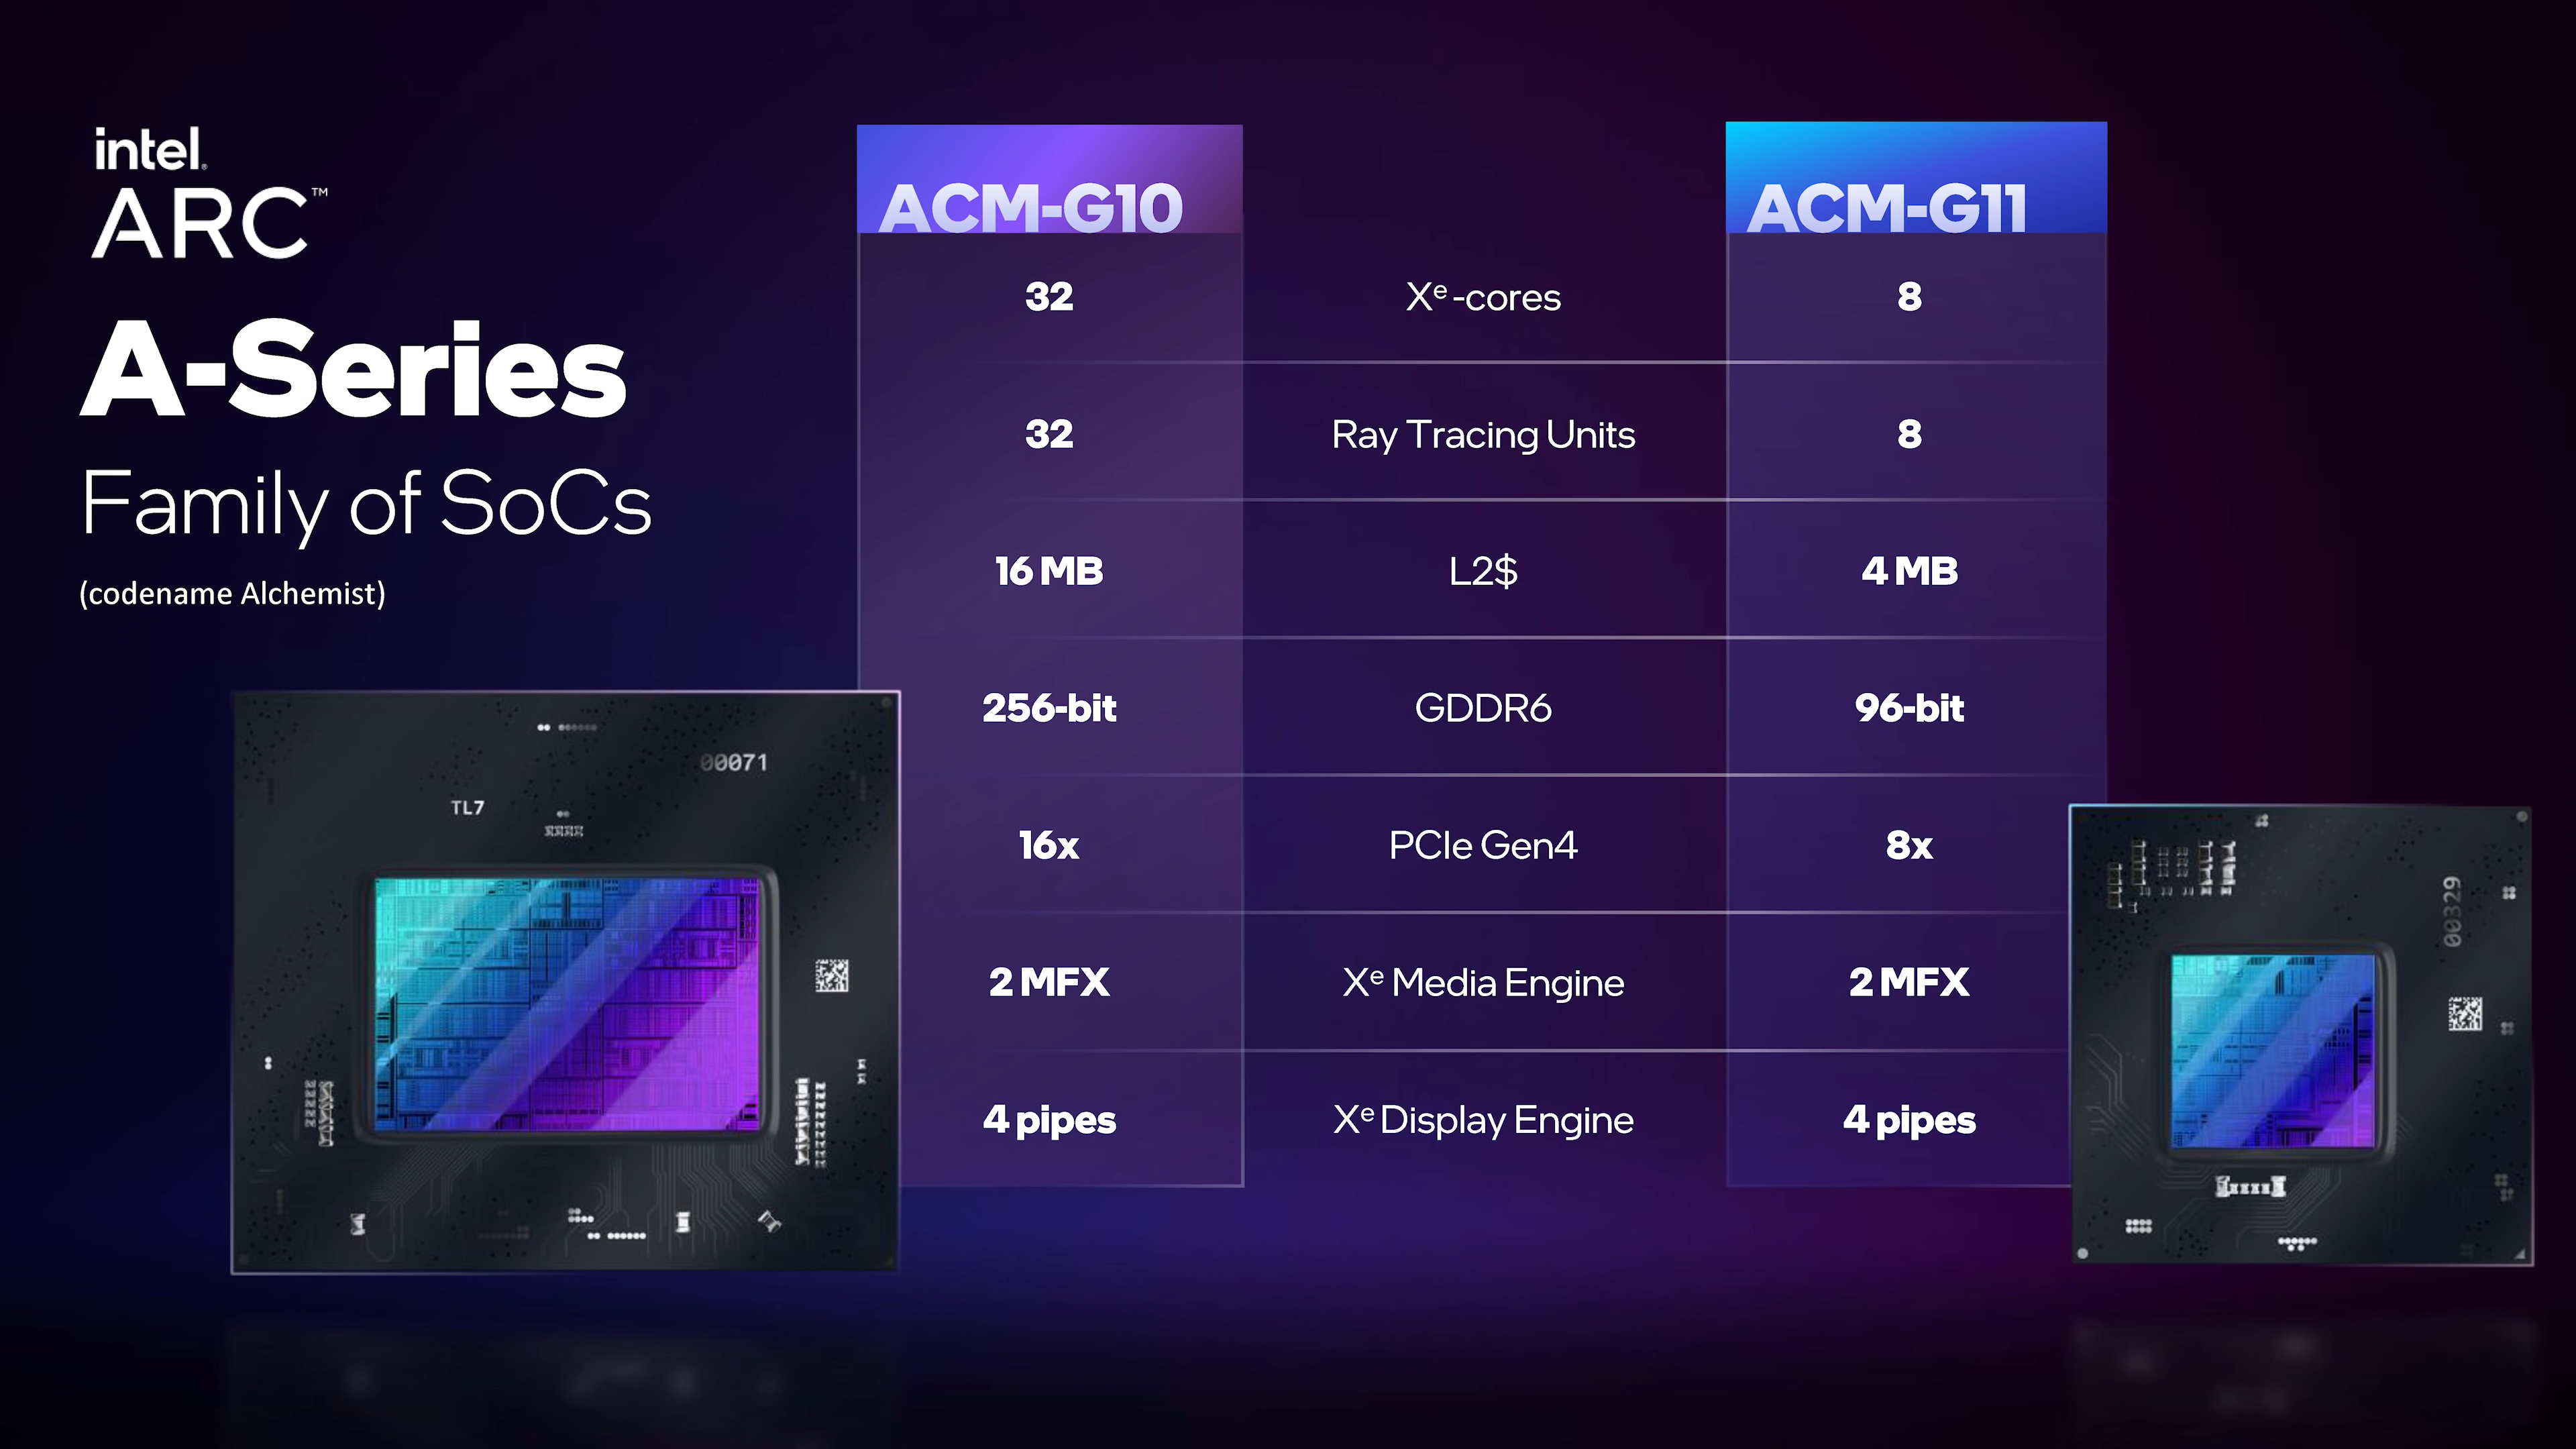 intel.
ARC™
A-Series
Family of SoCs
(codename Alchemist)
ACM-G10 ACM-G11
32 Xᵉ-cores 8
32 Ray Tracing Units 8
16 MB L2$ 4 MB
256-bit GDDR6 96-bit
16x PCIe Gen4 8x
2 MFX Xᵉ Media Engine 2 MFX
4 pipes Xᵉ Display Engine 4 pipes
00071
TL7
00329